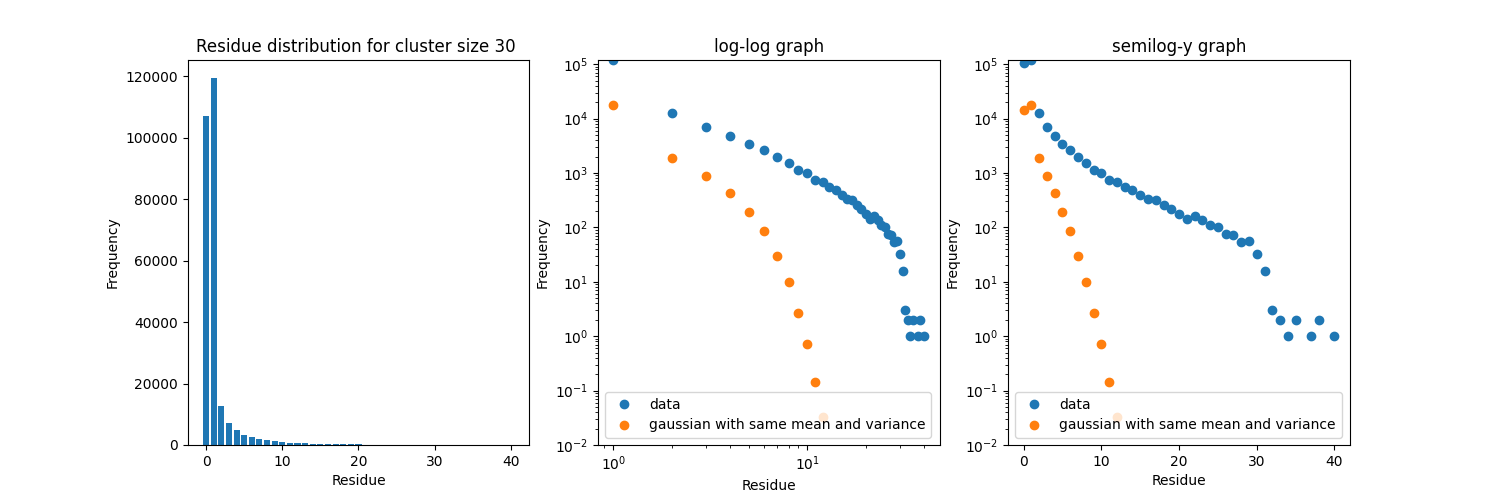 Residue distribution for cluster size 30
Frequency
120000
100000
80000
60000
40000
20000
0
0 10 20 30 40
Residue
log-log graph
Frequency
10^5
10^4
10^3
10^2
10^1
10^0
10^-1
10^-2
data
gaussian with same mean and variance
10^0 10^1
Residue
semilog-y graph
Frequency
10^5
10^4
10^3
10^2
10^1
10^0
10^-1
10^-2
data
gaussian with same mean and variance
0 10 20 30 40
Residue